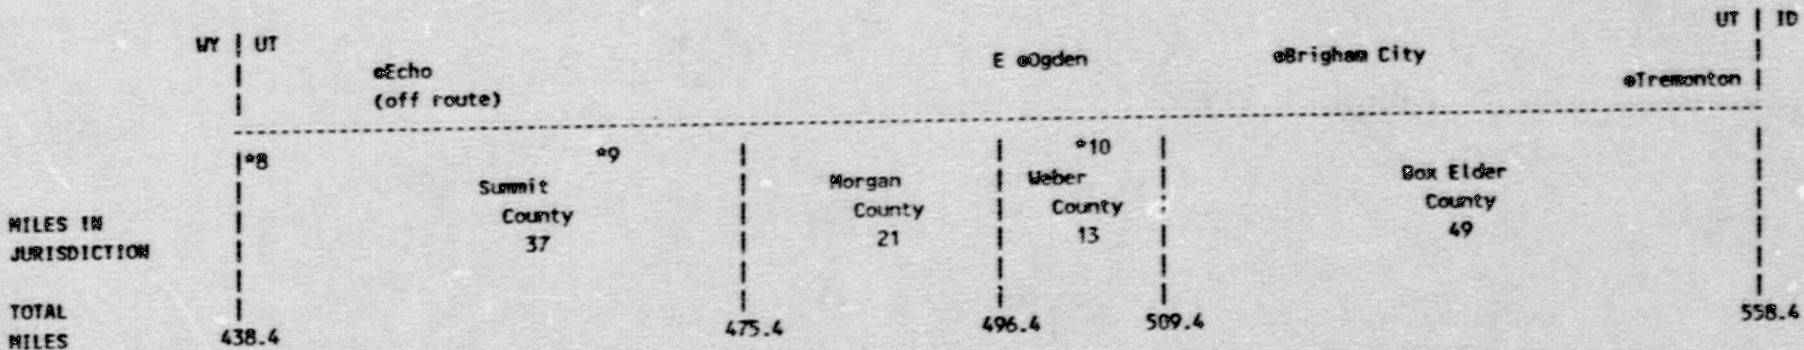 WY | UT
UT | ID
E @Ogden
@Brigham City
@Echo
(off route)
@Tremonton
*8
*9
*10
Summit
County
37
Morgan
County
21
Weber
County
13
Box Elder
County
49
MILES IN
JURISDICTION
TOTAL
MILES
438.4
475.4
496.4
509.4
558.4